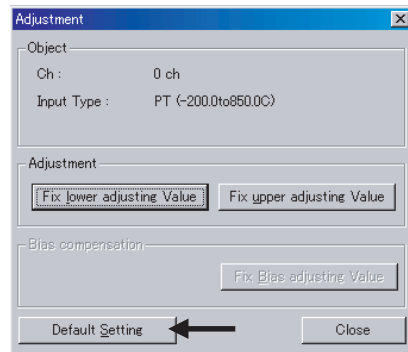 Adjustment
Object
Ch : 0 ch
Input Type : PT (-200.0to850.0C)
Adjustment
Fix lower adjusting Value Fix upper adjusting Value
Bias compensation
Fix Bias adjusting Value
Default Setting Close